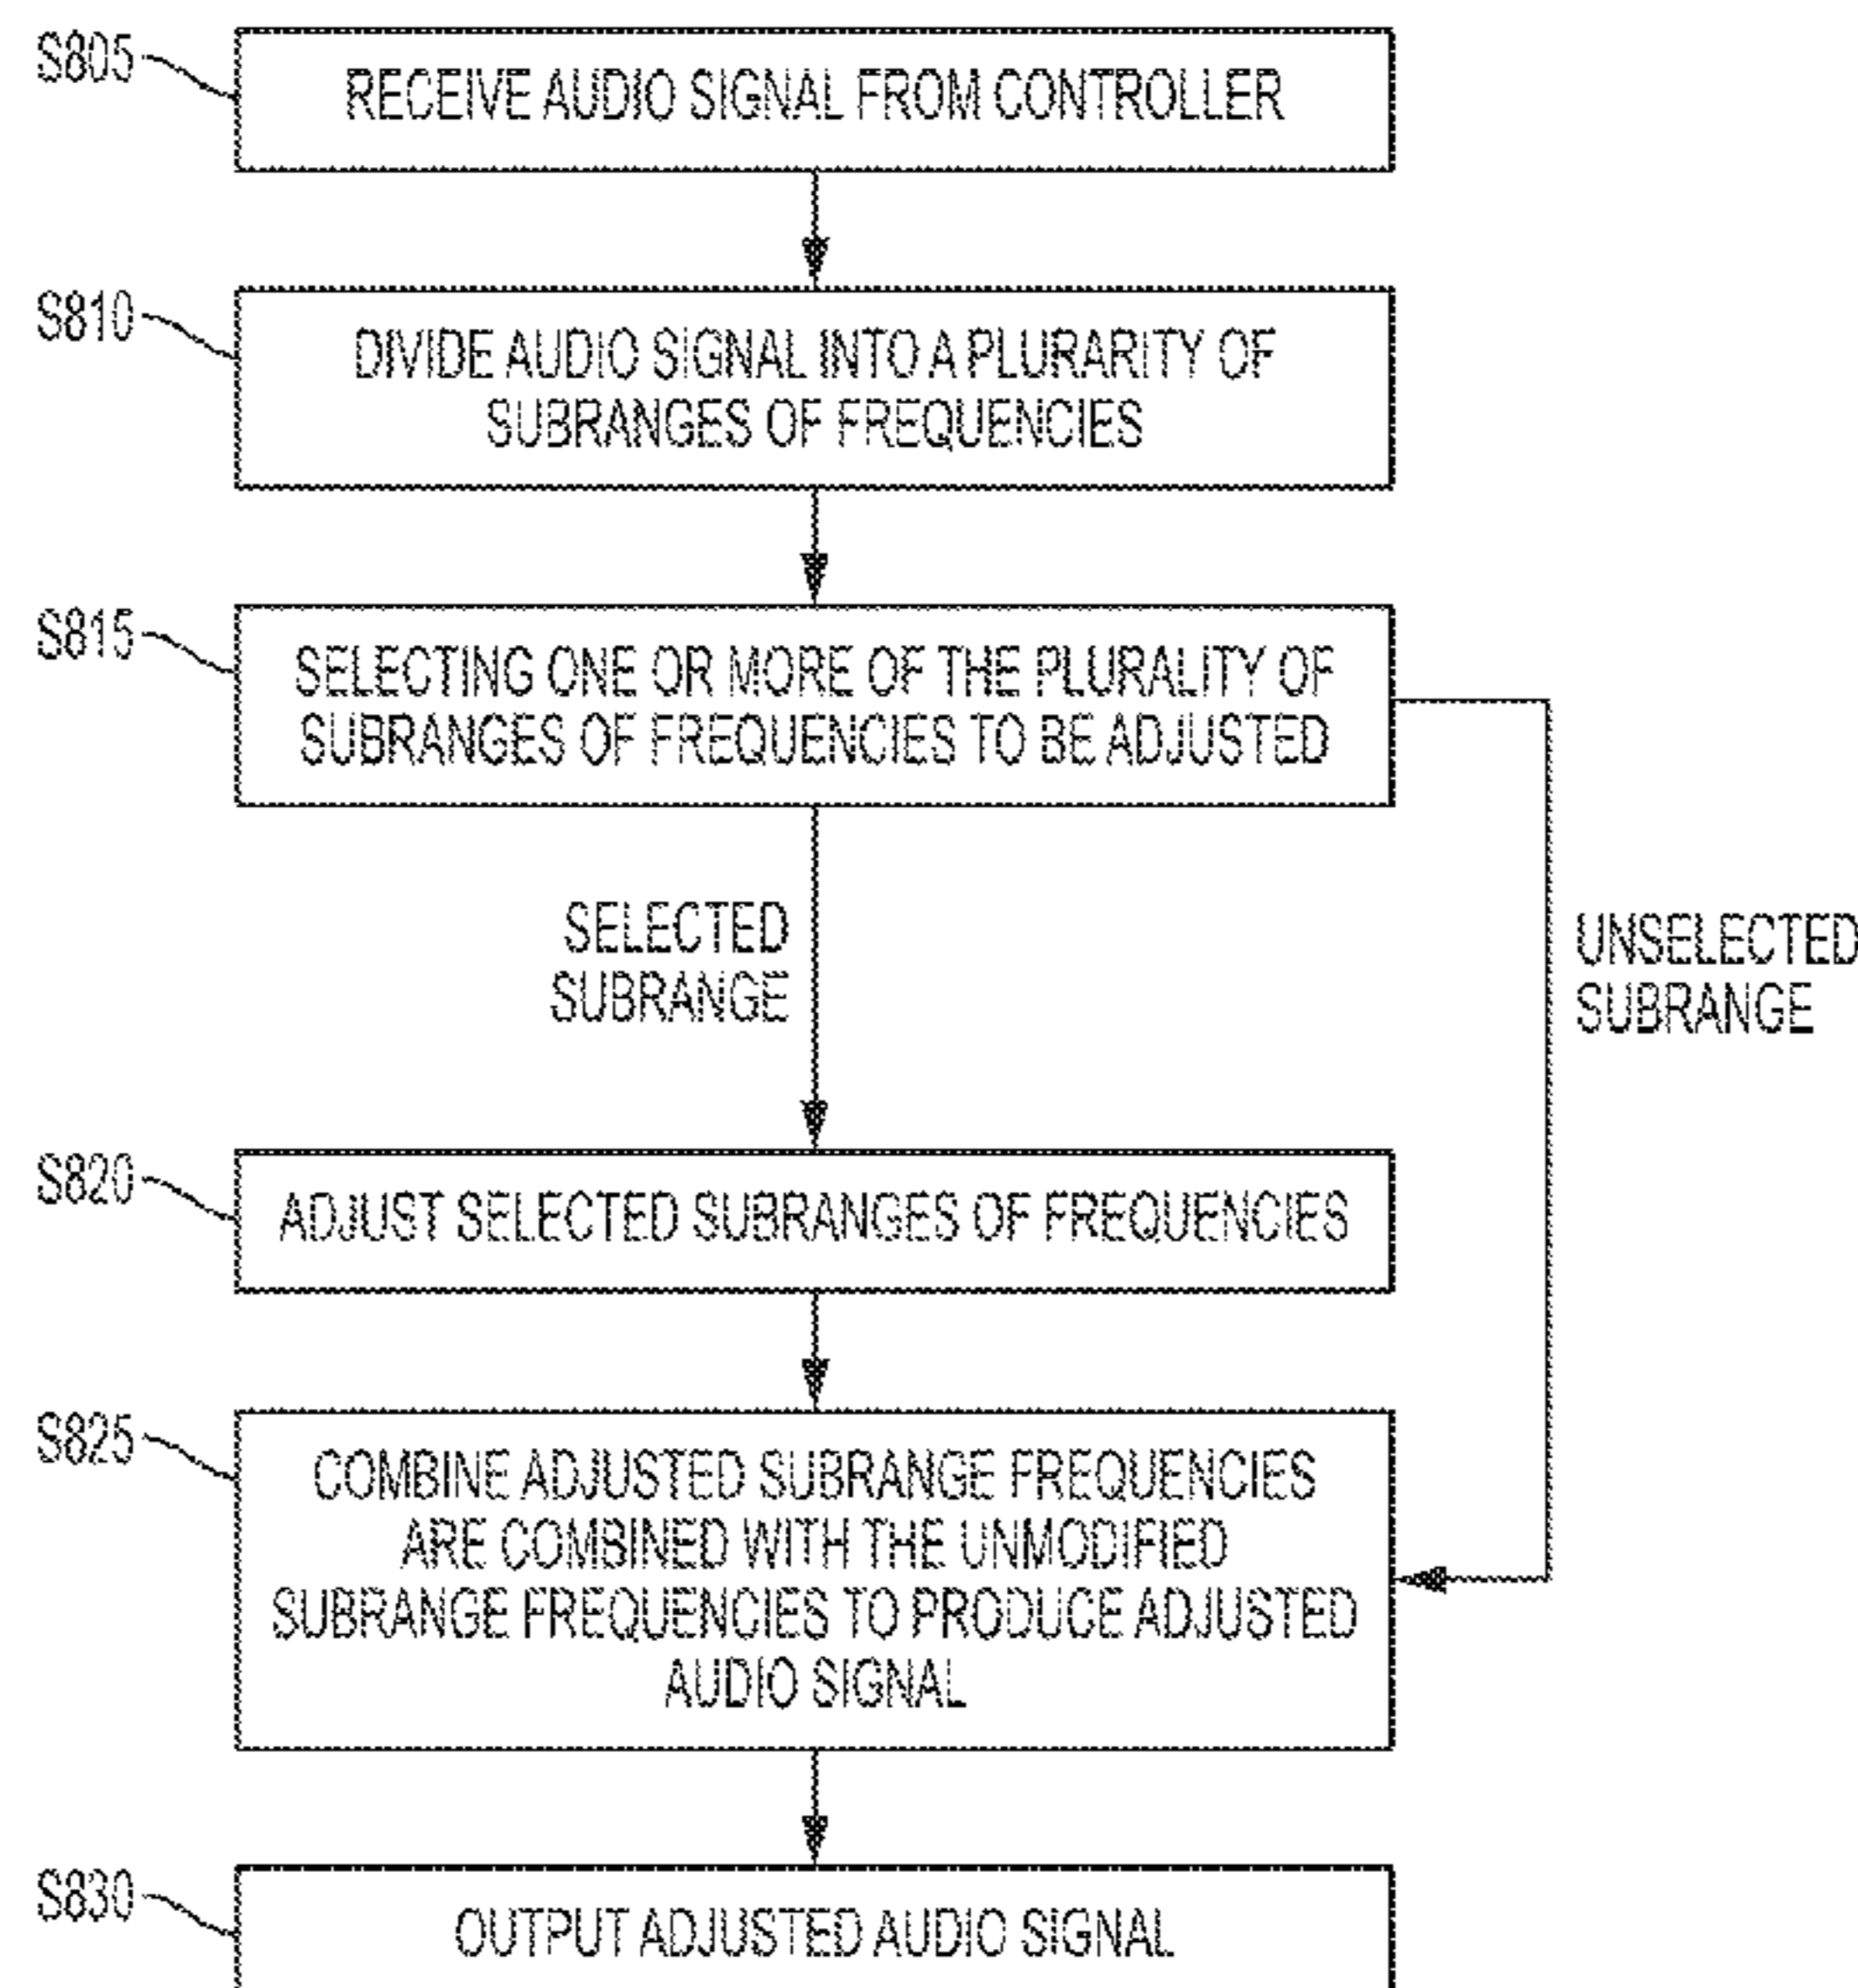 S805
RECEIVE AUDIO SIGNAL FROM CONTROLLER
S810
DIVIDE AUDIO SIGNAL INTO A PLURARITY OF
SUBRANGES OF FREQUENCIES
S815
SELECTING ONE OR MORE OF THE PLURALITY OF
SUBRANGES OF FREQUENCIES TO BE ADJUSTED
SELECTED
SUBRANGE
UNSELECTED
SUBRANGE
S820
ADJUST SELECTED SUBRANGES OF FREQUENCIES
S825
COMBINE ADJUSTED SUBRANGE FREQUENCIES
ARE COMBINED WITH THE UNMODIFIED
SUBRANGE FREQUENCIES TO PRODUCE ADJUSTED
AUDIO SIGNAL
S830
OUTPUT ADJUSTED AUDIO SIGNAL